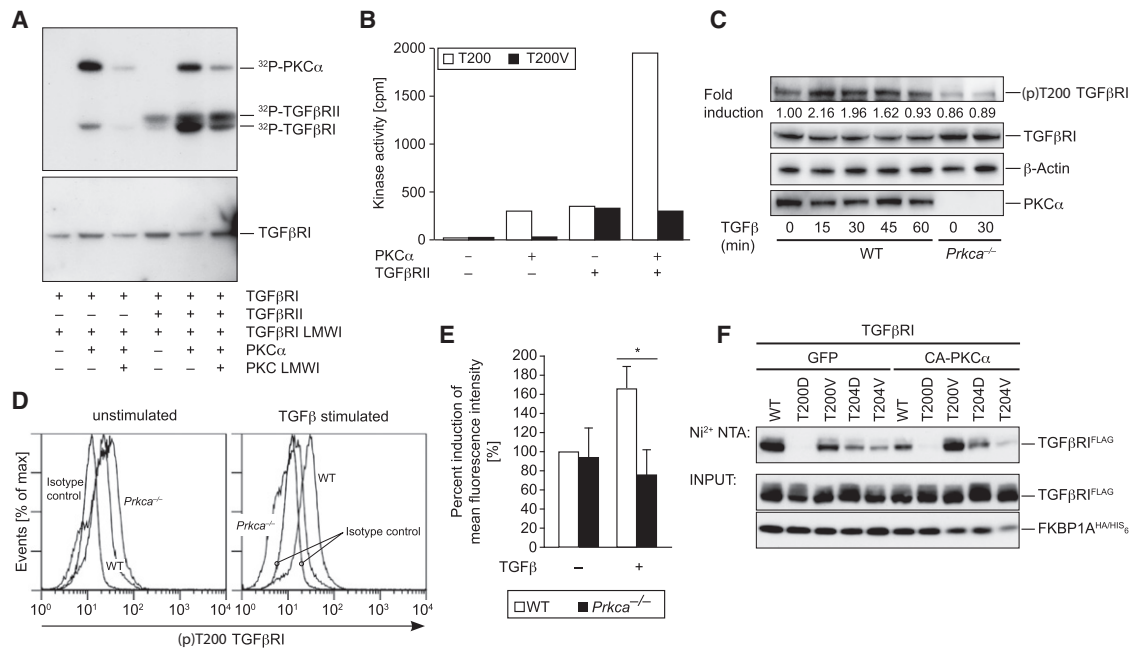 A
³²P-PKCα
³²P-TGFβRII
³²P-TGFβRI
TGFβRI
+ + + + + + TGFβRI
– – – + + + TGFβRII
+ + + + + + TGFβRI LMWI
– + + – + + PKCα
– – + – – + PKC LMWI
B
Kinase activity [cpm]
2000
1500
1000
500
0
T200 T200V
PKCα – + – +
TGFβRII – – + +
C
(p)T200 TGFβRI
Fold
induction
1.00 2.16 1.96 1.62 0.93 0.86 0.89
TGFβRI
β-Actin
PKCα
TGFβ
(min)
0 15 30 45 60 0 30
WT Prkca⁻/⁻
D
unstimulated TGFβ stimulated
Events [% of max]
Isotype
control
Prkca⁻/⁻
WT
WT
Prkca⁻/⁻
Isotype control
10⁰ 10¹ 10² 10³ 10⁴ 10⁰ 10¹ 10² 10³ 10⁴
(p)T200 TGFβRI
E
Percent induction of
mean fluorescence intensity
[%]
200
180
160
140
120
100
80
60
40
20
0
*
TGFβ – +
WT Prkca⁻/⁻
F
TGFβRI
GFP CA-PKCα
WT T200D T200V T204D T204V WT T200D T200V T204D T204V
Ni²⁺ NTA:
TGFβRIᶠᴸᴬᴳ
INPUT:
TGFβRIᶠᴸᴬᴳ
FKBP1Aᴴᴬ/ᴴᴵˢ₆